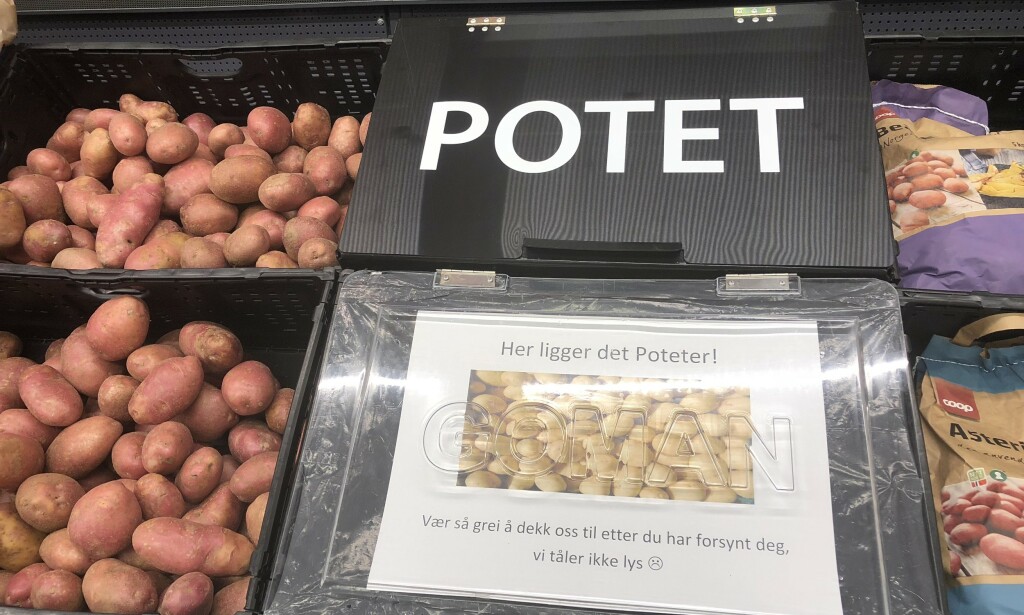 POTET
Her ligger det Poteter!
GOMAN
Vær så grei å dekk oss til etter du har forsynt deg,
vi tåler ikke lys ☹
coop
coop